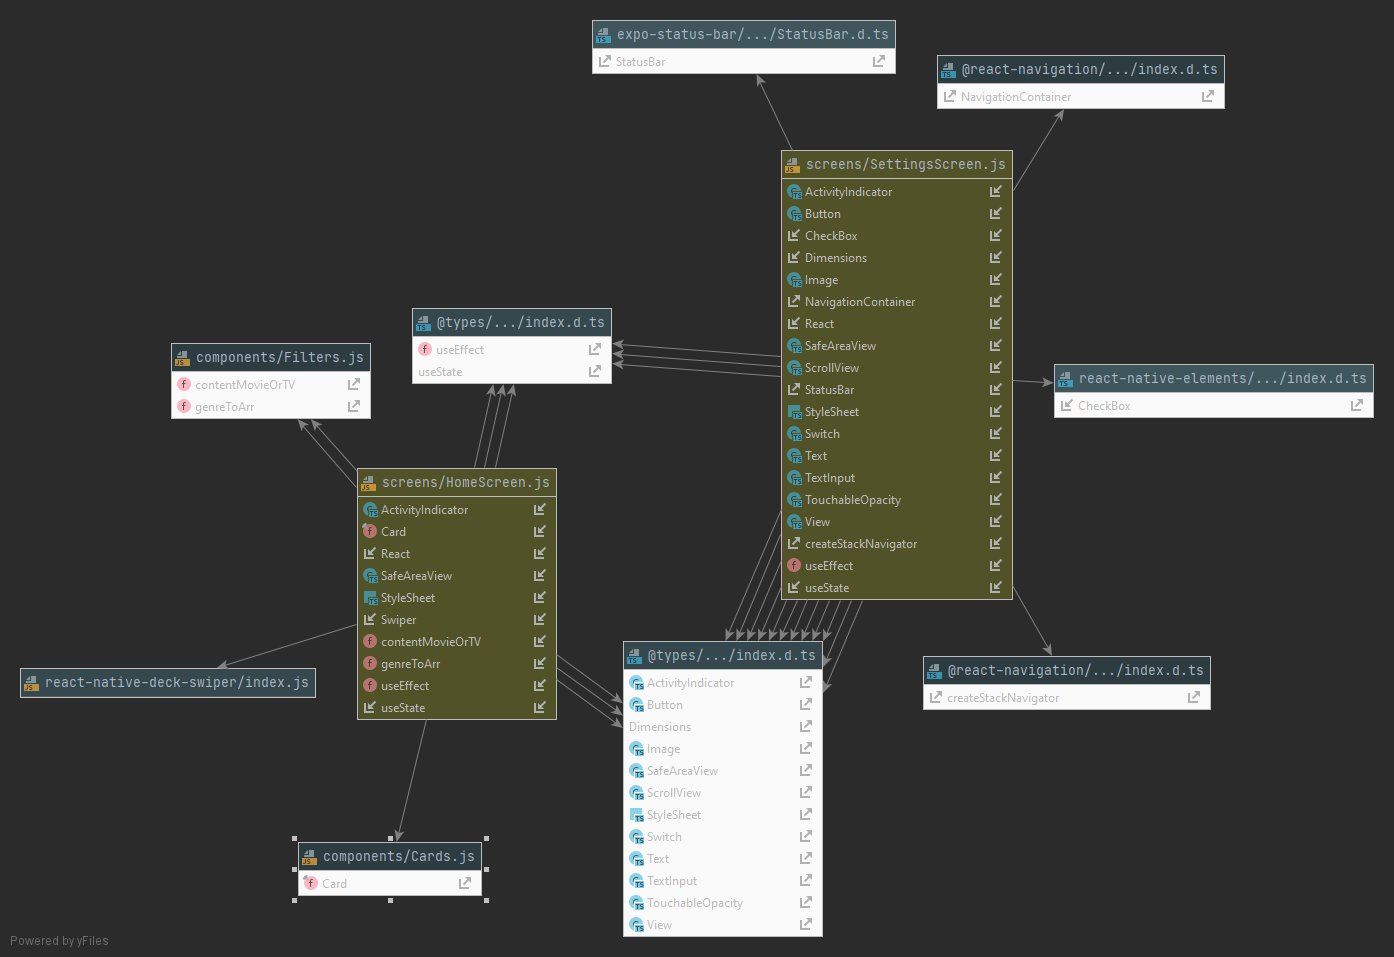 expo-status-bar/.../StatusBar.d.ts
StatusBar
@react-navigation/.../index.d.ts
NavigationContainer
screens/SettingsScreen.js
ActivityIndicator
Button
CheckBox
Dimensions
Image
NavigationContainer
React
SafeAreaView
ScrollView
StatusBar
StyleSheet
Switch
Text
TextInput
TouchableOpacity
View
createStackNavigator
useEffect
useState
@types/.../index.d.ts
useEffect
useState
components/Filters.js
contentMovieOrTV
genreToArr
react-native-elements/.../index.d.ts
CheckBox
screens/HomeScreen.js
ActivityIndicator
Card
React
SafeAreaView
StyleSheet
Swiper
contentMovieOrTV
genreToArr
useEffect
useState
@types/.../index.d.ts
ActivityIndicator
Button
Dimensions
Image
SafeAreaView
ScrollView
StyleSheet
Switch
Text
TextInput
TouchableOpacity
View
@react-navigation/.../index.d.ts
createStackNavigator
react-native-deck-swiper/index.js
components/Cards.js
Card
Powered by yFiles